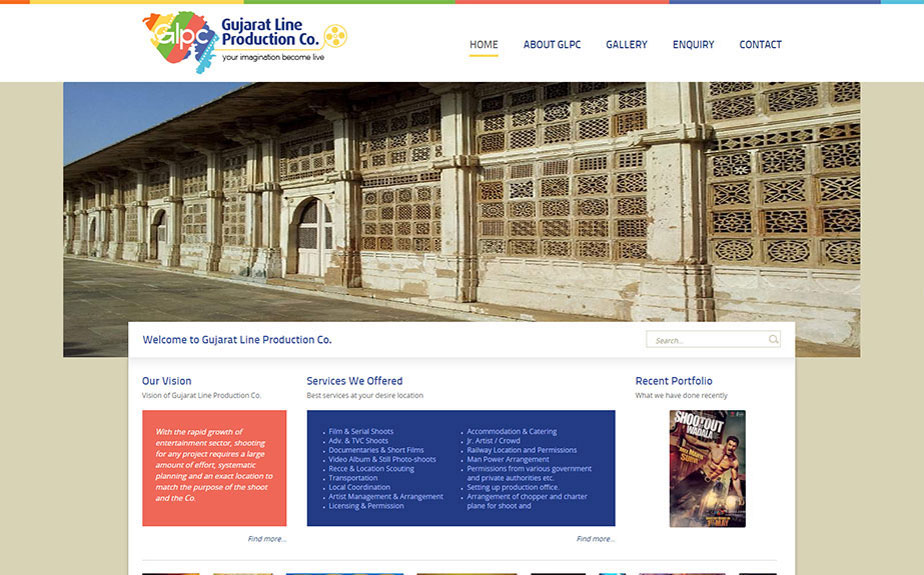 Glpc
Gujarat Line
Production Co.
your imagination become live
HOME ABOUT GLPC GALLERY ENQUIRY CONTACT
Welcome to Gujarat Line Production Co.
Search...
Our Vision
Vision of Gujarat Line Production Co.
With the rapid growth of
entertainment sector, shooting
for any project requires a large
amount of effort, systematic
planning and an exact location to
match the purpose of the shoot
and the Co.
Find more...
Services We Offered
Best services at your desire location
Film & Serial Shoots
Adv. & TVC Shoots
Documentaries & Short Films
Video Album & Still Photo-shoots
Recce & Location Scouting
Transportation
Local Coordination
Artist Management & Arrangement
Licensing & Permission
Accommodation & Catering
Jr. Artist / Crowd
Railway Location and Permissions
Man Power Arrangement
Permissions from various government
and private authorities etc.
Setting up production office.
Arrangement of chopper and charter
plane for shoot and
Find more...
Recent Portfolio
What we have done recently
SHOOTOUT
WADALA
1st MAY